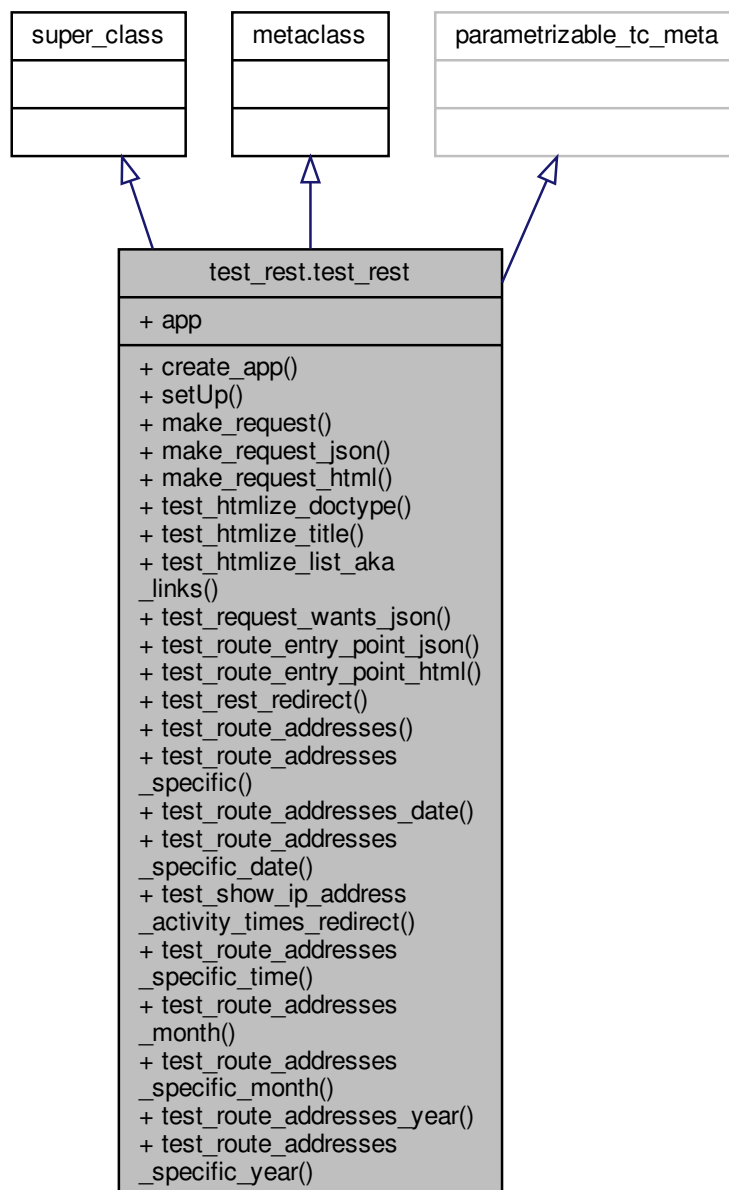 super_class
metaclass
parametrizable_tc_meta
test_rest.test_rest
+ app
+ create_app()
+ setUp()
+ make_request()
+ make_request_json()
+ make_request_html()
+ test_htmlize_doctype()
+ test_htmlize_title()
+ test_htmlize_list_aka
_links()
+ test_request_wants_json()
+ test_route_entry_point_json()
+ test_route_entry_point_html()
+ test_rest_redirect()
+ test_route_addresses()
+ test_route_addresses
_specific()
+ test_route_addresses_date()
+ test_route_addresses
_specific_date()
+ test_show_ip_address
_activity_times_redirect()
+ test_route_addresses
_specific_time()
+ test_route_addresses
_month()
+ test_route_addresses
_specific_month()
+ test_route_addresses_year()
+ test_route_addresses
_specific_year()